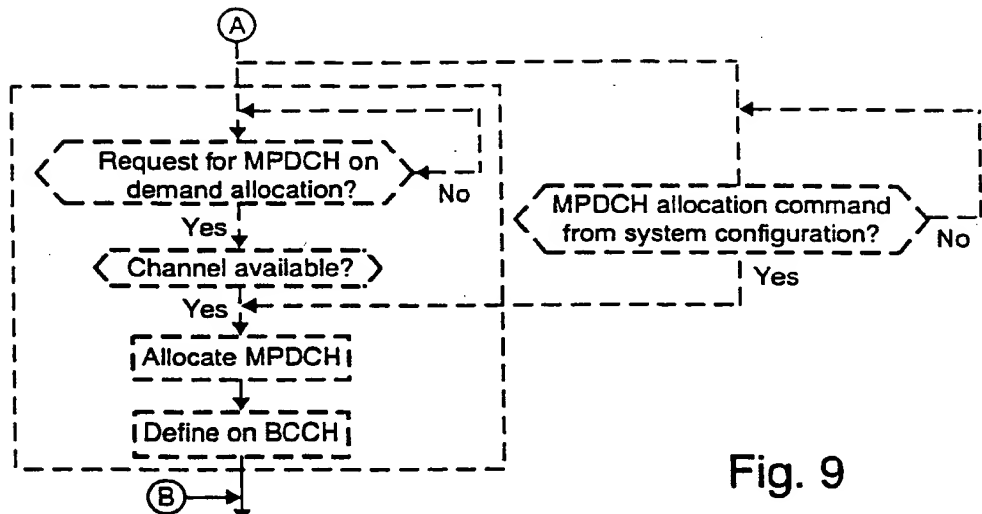 A
Request for MPDCH on
demand allocation?
No
Yes
MPDCH allocation command
from system configuration?
No
Yes
Channel available?
Yes
Allocate MPDCH
Define on BCCH
B
Fig. 9